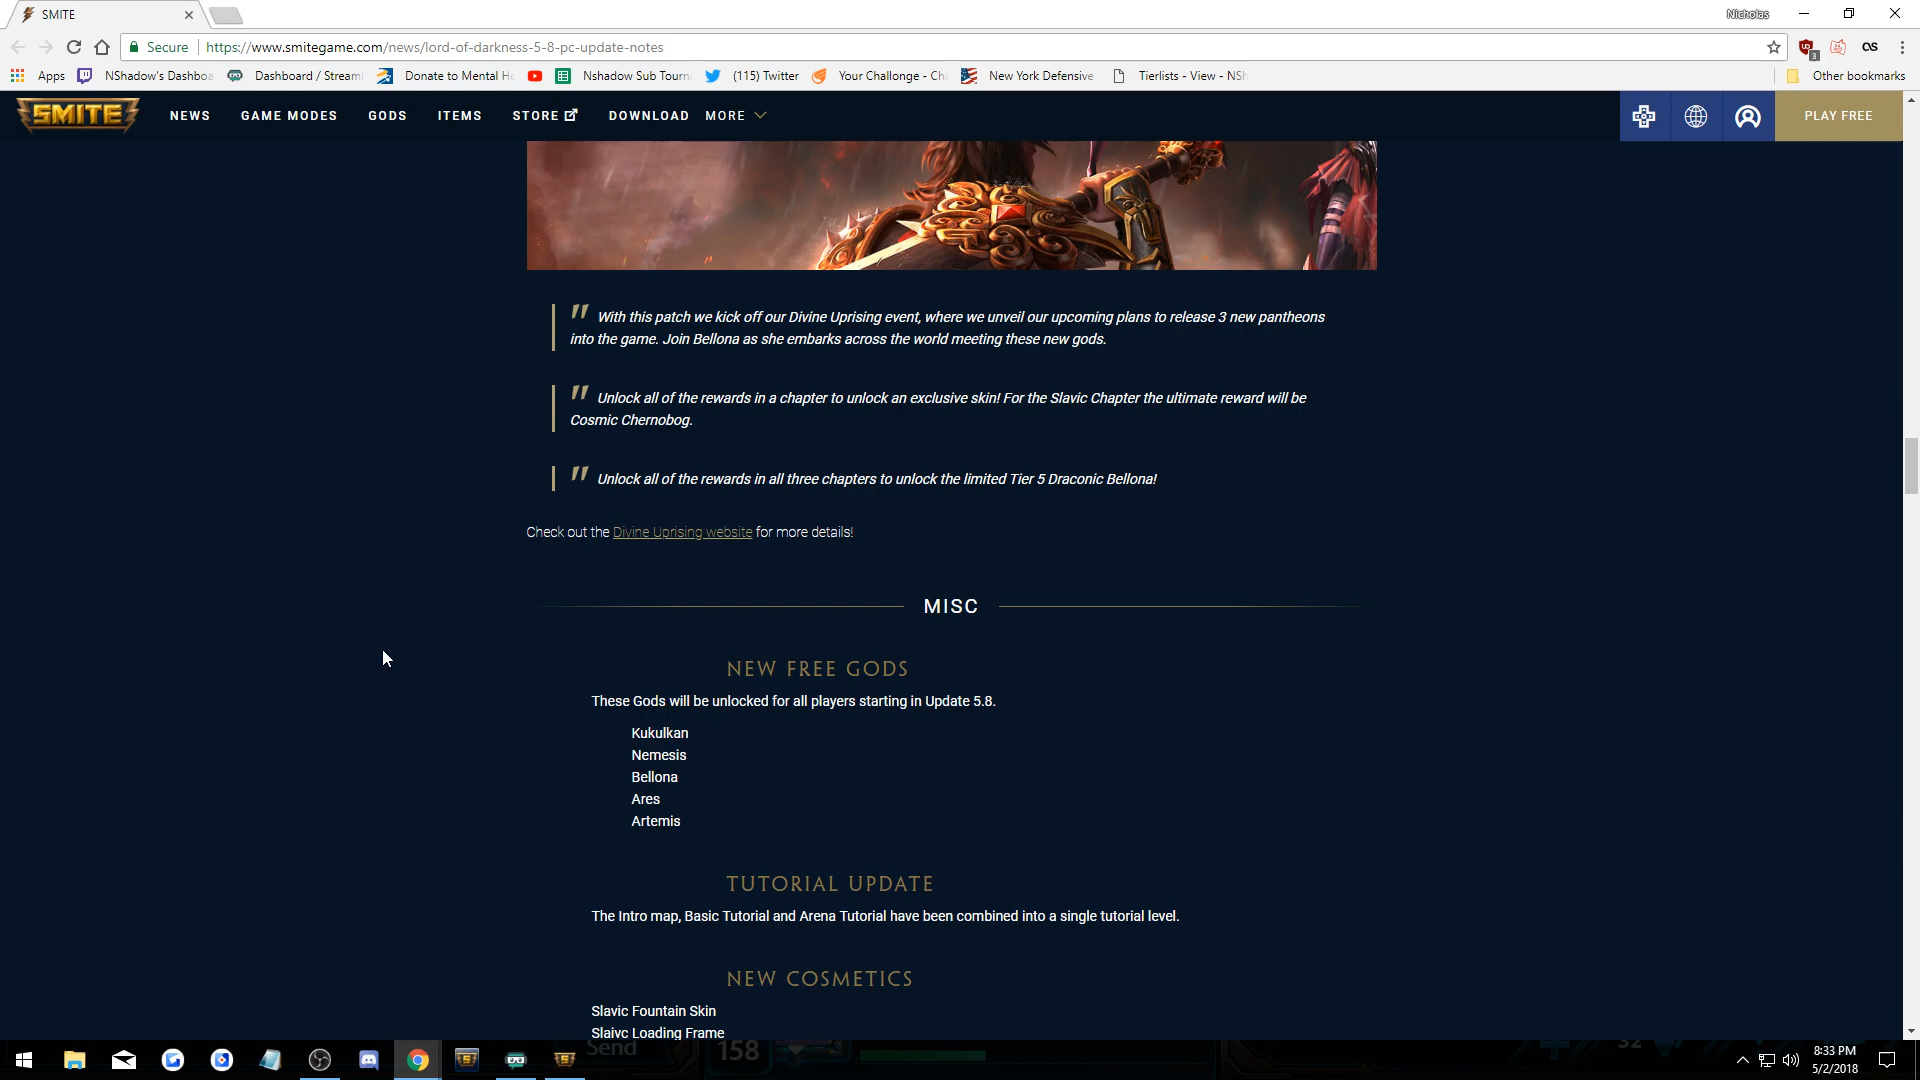 SMITE
Nicholas
Secure https://www.smitegame.com/news/lord-of-darkness-5-8-pc-update-notes
3
Apps NShadow's Dashbo Dashboard / Stream Donate to Mental H Nshadow Sub Tourn (115) Twitter Your Challonge - Ch New York Defensive Tierlists - View - NSh Other bookmarks
SMITE NEWS GAME MODES GODS ITEMS STORE DOWNLOAD MORE PLAY FREE
With this patch we kick off our Divine Uprising event, where we unveil our upcoming plans to release 3 new pantheons
into the game. Join Bellona as she embarks across the world meeting these new gods.
Unlock all of the rewards in a chapter to unlock an exclusive skin! For the Slavic Chapter the ultimate reward will be
Cosmic Chernobog.
Unlock all of the rewards in all three chapters to unlock the limited Tier 5 Draconic Bellona!
Check out the Divine Uprising website for more details!
MISC
NEW FREE GODS
These Gods will be unlocked for all players starting in Update 5.8.
Kukulkan
Nemesis
Bellona
Ares
Artemis
TUTORIAL UPDATE
The Intro map, Basic Tutorial and Arena Tutorial have been combined into a single tutorial level.
NEW COSMETICS
Slavic Fountain Skin
Slaivc Loading Frame
Send 158 32
8:33 PM
5/2/2018